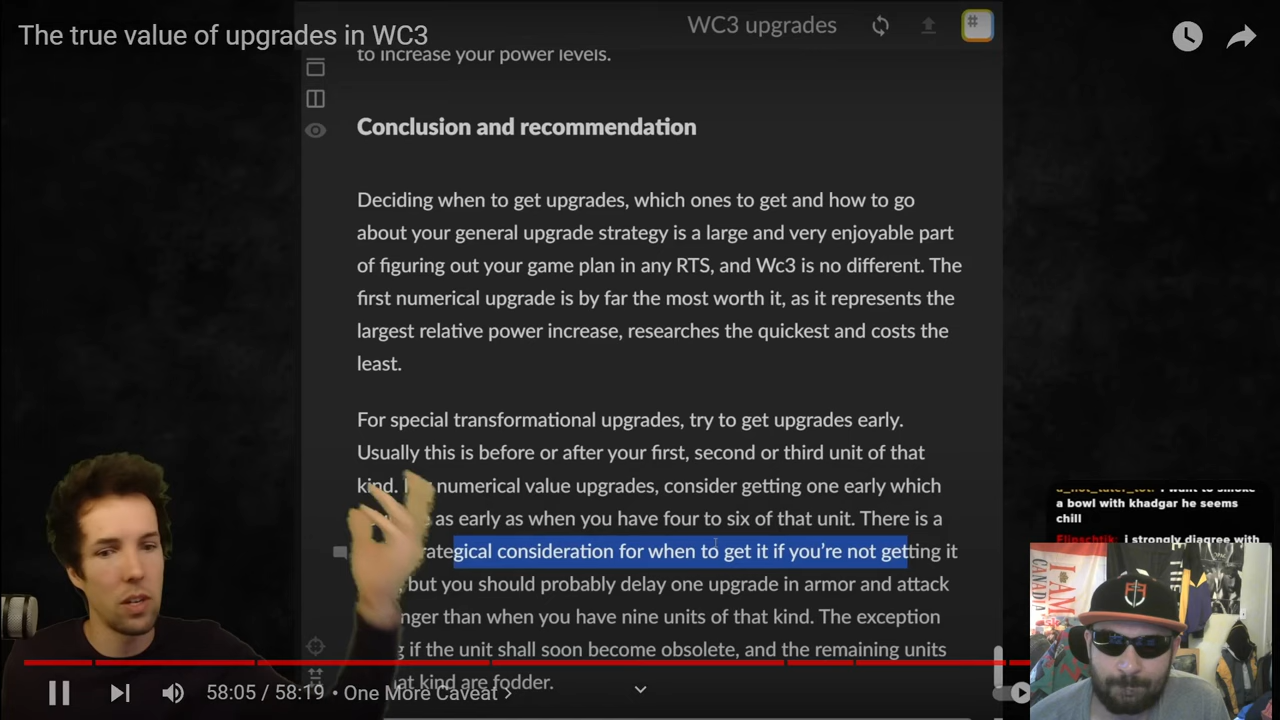 The true value of upgrades in WC3
WC3 upgrades
to increase your power levels.
Conclusion and recommendation
Deciding when to get upgrades, which ones to get and how to go
about your general upgrade strategy is a large and very enjoyable part
of figuring out your game plan in any RTS, and Wc3 is no different. The
first numerical upgrade is by far the most worth it, as it represents the
largest relative power increase, researches the quickest and costs the
least.
For special transformational upgrades, try to get upgrades early.
Usually this is before or after your first, second or third unit of that
kind. numerical value upgrades, consider getting one early which
as early as when you have four to six of that unit. There is a
rategical consideration for when to get it if you're not getting it
but you should probably delay one upgrade in armor and attack
nger than when you have nine units of that kind. The exception
g if the unit shall soon become obsolete, and the remaining units
at kind are fodder.
58:05 / 58:19 • One More Caveat >
a bowl with khadgar he seems
chill
i strongly diagree with
I AM
CANADIA